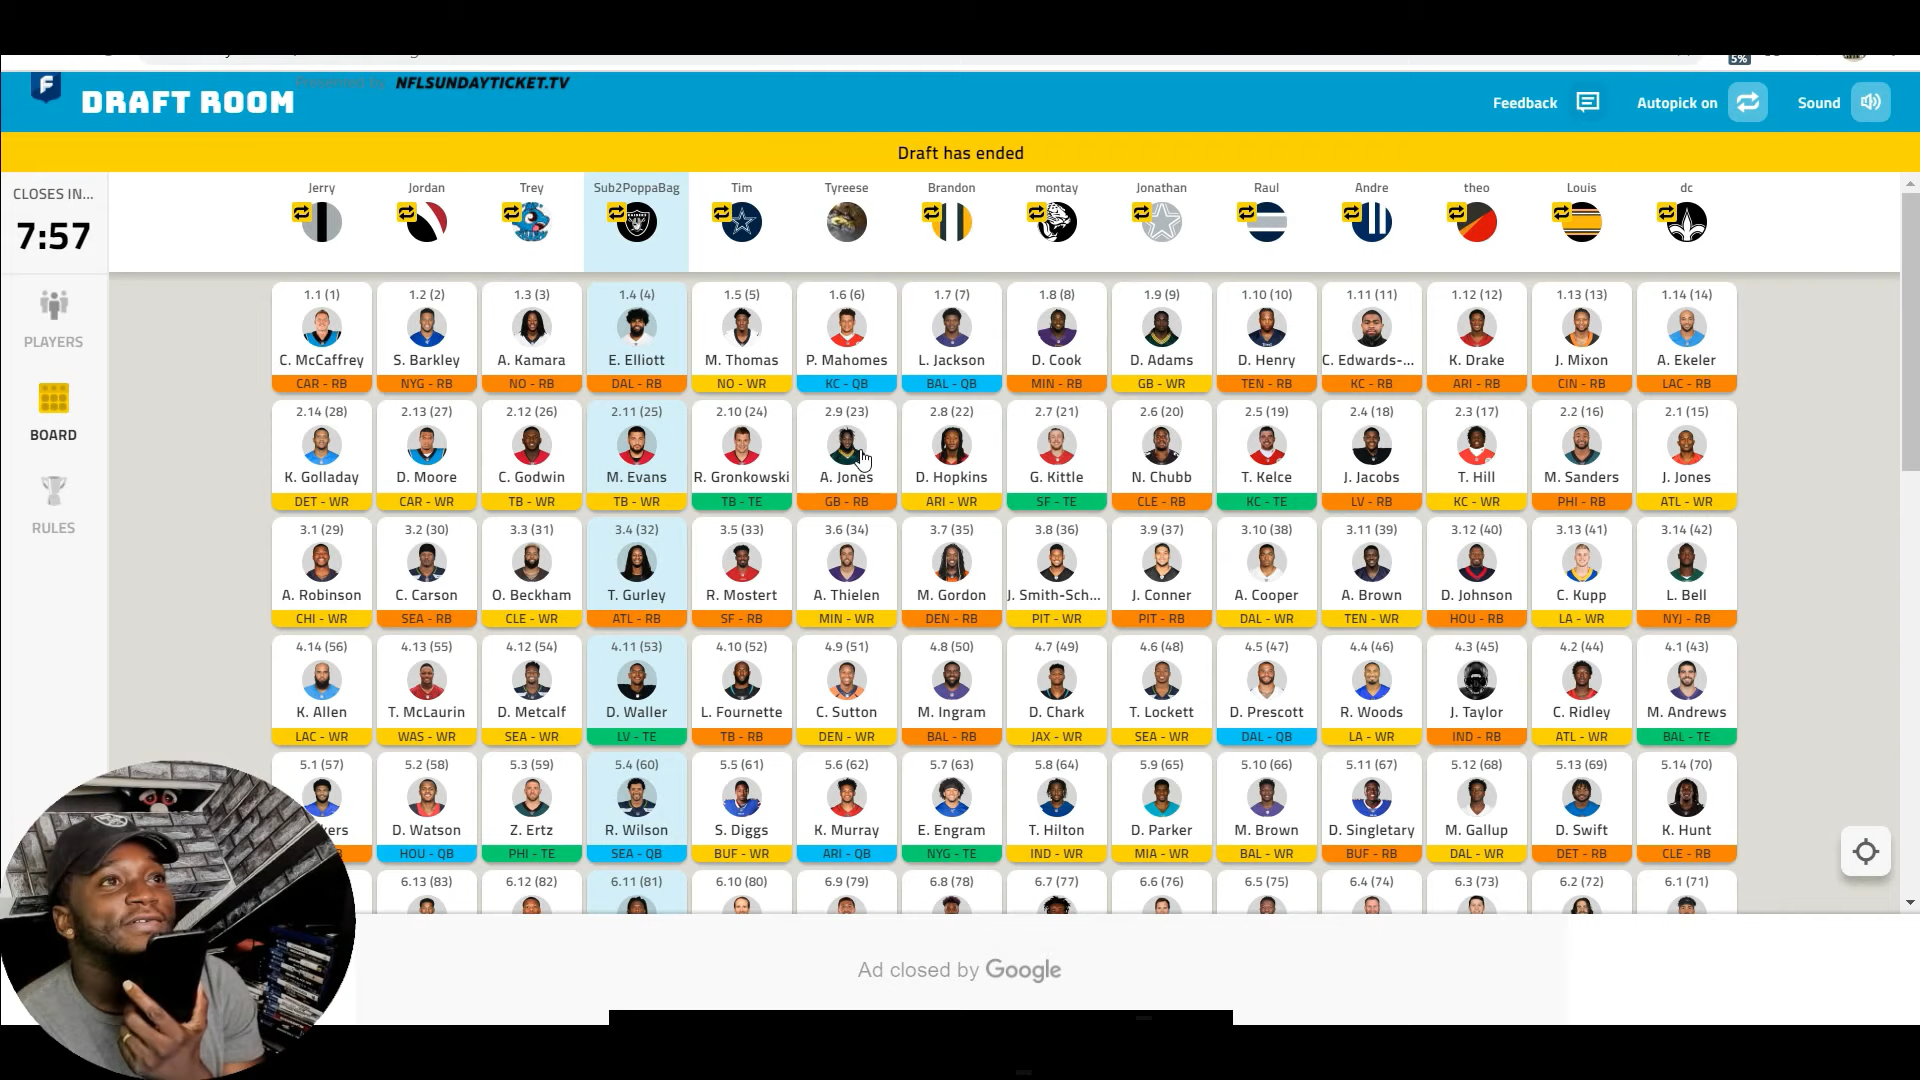 5%
F
DRAFT ROOM
NFLSUNDAYTICKET.TV
Feedback
Autopick on
Sound
Draft has ended
CLOSES IN...
7:57
PLAYERS
BOARD
RULES
Jerry Jordan Trey Sub2PoppaBag Tim Tyreese Brandon montay Jonathan Raul Andre theo Louis dc
1.1 (1) 1.2 (2) 1.3 (3) 1.4 (4) 1.5 (5) 1.6 (6) 1.7 (7) 1.8 (8) 1.9 (9) 1.10 (10) 1.11 (11) 1.12 (12) 1.13 (13) 1.14 (14)
C. McCaffrey S. Barkley A. Kamara E. Elliott M. Thomas P. Mahomes L. Jackson D. Cook D. Adams D. Henry C. Edwards-... K. Drake J. Mixon A. Ekeler
CAR - RB NYG - RB NO - RB DAL - RB NO - WR KC - QB BAL - QB MIN - RB GB - WR TEN - RB KC - RB ARI - RB CIN - RB LAC - RB
2.14 (28) 2.13 (27) 2.12 (26) 2.11 (25) 2.10 (24) 2.9 (23) 2.8 (22) 2.7 (21) 2.6 (20) 2.5 (19) 2.4 (18) 2.3 (17) 2.2 (16) 2.1 (15)
K. Golladay D. Moore C. Godwin M. Evans R. Gronkowski A. Jones D. Hopkins G. Kittle N. Chubb T. Kelce J. Jacobs T. Hill M. Sanders J. Jones
DET - WR CAR - WR TB - WR TB - WR TB - TE GB - RB ARI - WR SF - TE CLE - RB KC - TE LV - RB KC - WR PHI - RB ATL - WR
3.1 (29) 3.2 (30) 3.3 (31) 3.4 (32) 3.5 (33) 3.6 (34) 3.7 (35) 3.8 (36) 3.9 (37) 3.10 (38) 3.11 (39) 3.12 (40) 3.13 (41) 3.14 (42)
A. Robinson C. Carson O. Beckham T. Gurley R. Mostert A. Thielen M. Gordon J. Smith-Sch... J. Conner A. Cooper A. Brown D. Johnson C. Kupp L. Bell
CHI - WR SEA - RB CLE - WR ATL - RB SF - RB MIN - WR DEN - RB PIT - WR PIT - RB DAL - WR TEN - WR HOU - RB LA - WR NYJ - RB
4.14 (56) 4.13 (55) 4.12 (54) 4.11 (53) 4.10 (52) 4.9 (51) 4.8 (50) 4.7 (49) 4.6 (48) 4.5 (47) 4.4 (46) 4.3 (45) 4.2 (44) 4.1 (43)
K. Allen T. McLaurin D. Metcalf D. Waller L. Fournette C. Sutton M. Ingram D. Chark T. Lockett D. Prescott R. Woods J. Taylor C. Ridley M. Andrews
LAC - WR WAS - WR SEA - WR LV - TE TB - RB DEN - WR BAL - RB JAX - WR SEA - WR DAL - QB LA - WR IND - RB ATL - WR BAL - TE
5.1 (57) 5.2 (58) 5.3 (59) 5.4 (60) 5.5 (61) 5.6 (62) 5.7 (63) 5.8 (64) 5.9 (65) 5.10 (66) 5.11 (67) 5.12 (68) 5.13 (69) 5.14 (70)
D. Watson Z. Ertz R. Wilson S. Diggs K. Murray E. Engram T. Hilton D. Parker M. Brown D. Singletary M. Gallup D. Swift K. Hunt
HOU - QB PHI - TE SEA - QB BUF - WR ARI - QB NYG - TE IND - WR MIA - WR BAL - WR BUF - RB DAL - WR DET - RB CLE - RB
6.13 (83) 6.12 (82) 6.11 (81) 6.10 (80) 6.9 (79) 6.8 (78) 6.7 (77) 6.6 (76) 6.5 (75) 6.4 (74) 6.3 (73) 6.2 (72) 6.1 (71)
Ad closed by Google